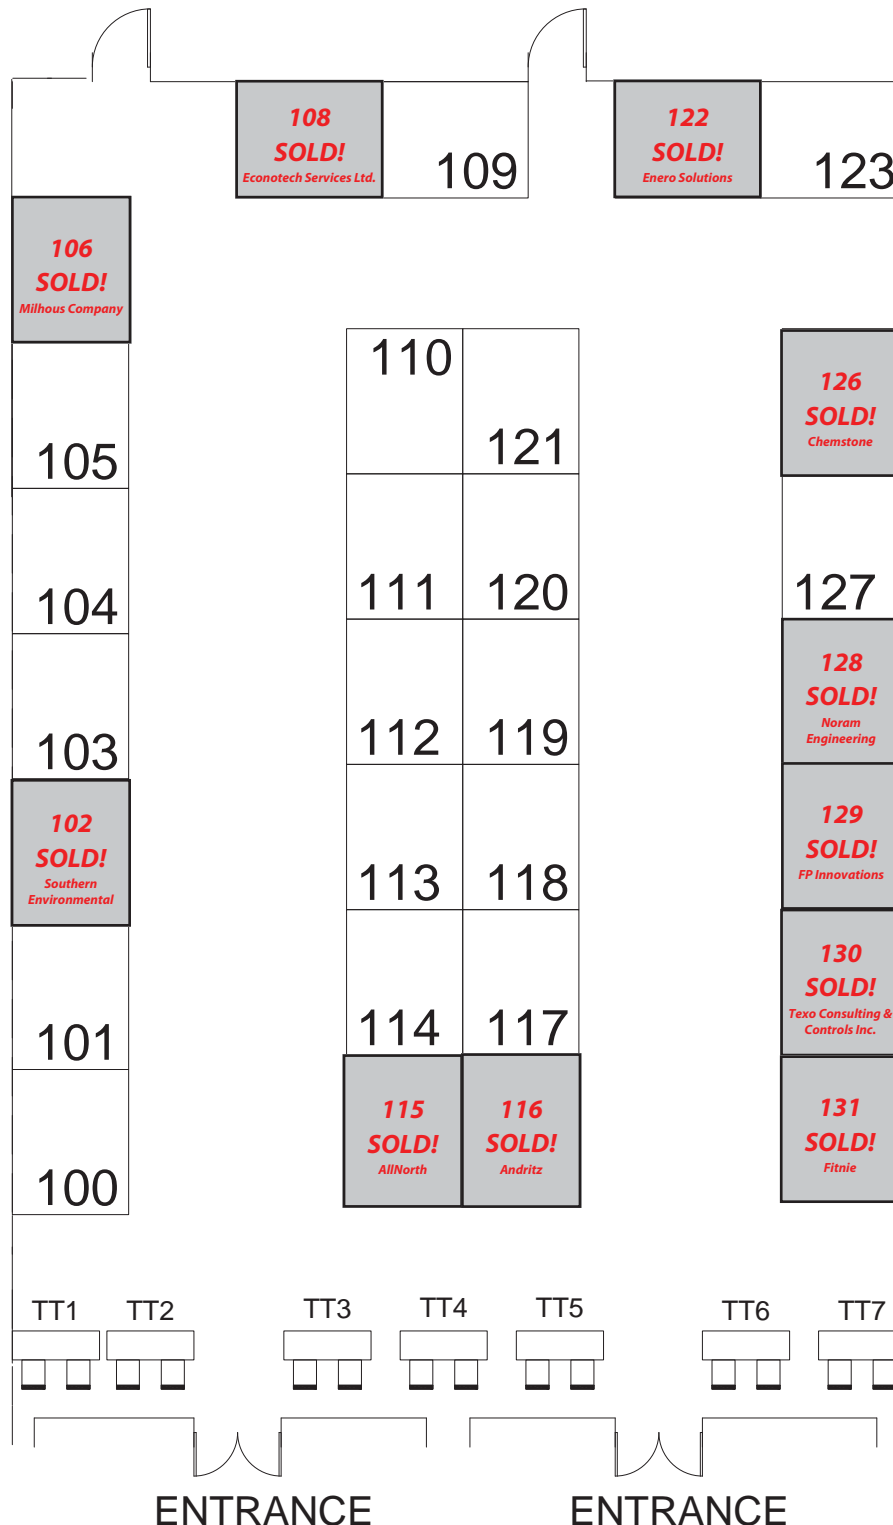 108
SOLD!
Econotech Services Ltd.
109
122
SOLD!
Enero Solutions
123
106
SOLD!
Milhous Company
110
126
SOLD!
Chemstone
105
121
104
111
120
127
128
SOLD!
Noram
Engineering
103
112
119
102
SOLD!
Southern
Environmental
129
SOLD!
FP Innovations
113
118
130
SOLD!
Texo Consulting &
Controls Inc.
101
114
117
115
SOLD!
AllNorth
116
SOLD!
Andritz
131
SOLD!
Fitnie
100
TT1
TT2
TT3
TT4
TT5
TT6
TT7
ENTRANCE
ENTRANCE